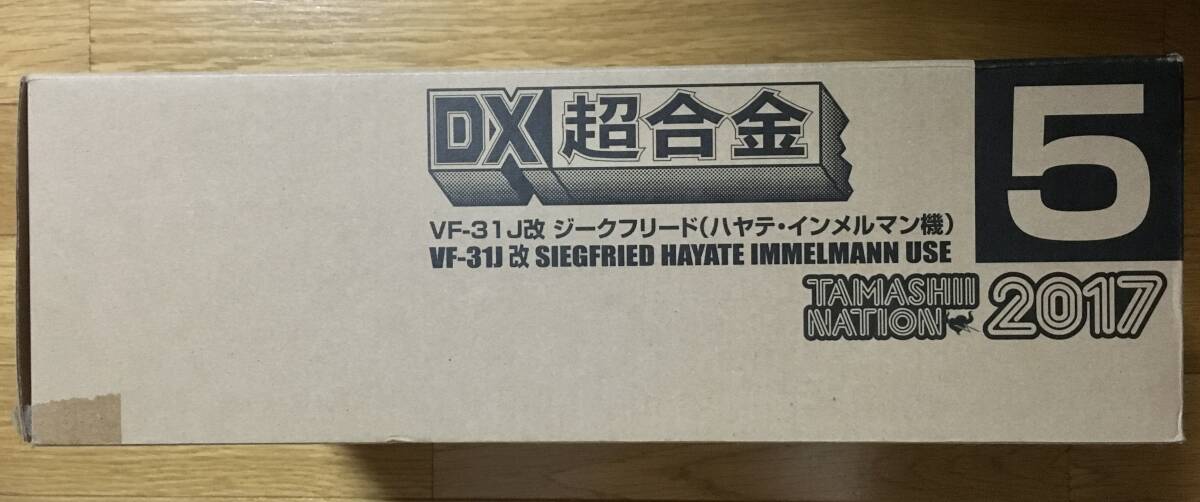 DX超合金
5
VF-31J改 ジークフリード(ハヤテ・インメルマン機)
VF-31J 改 SIEGFRIED HAYATE IMMELMANN USE
TAMASHIII
NATION
2017